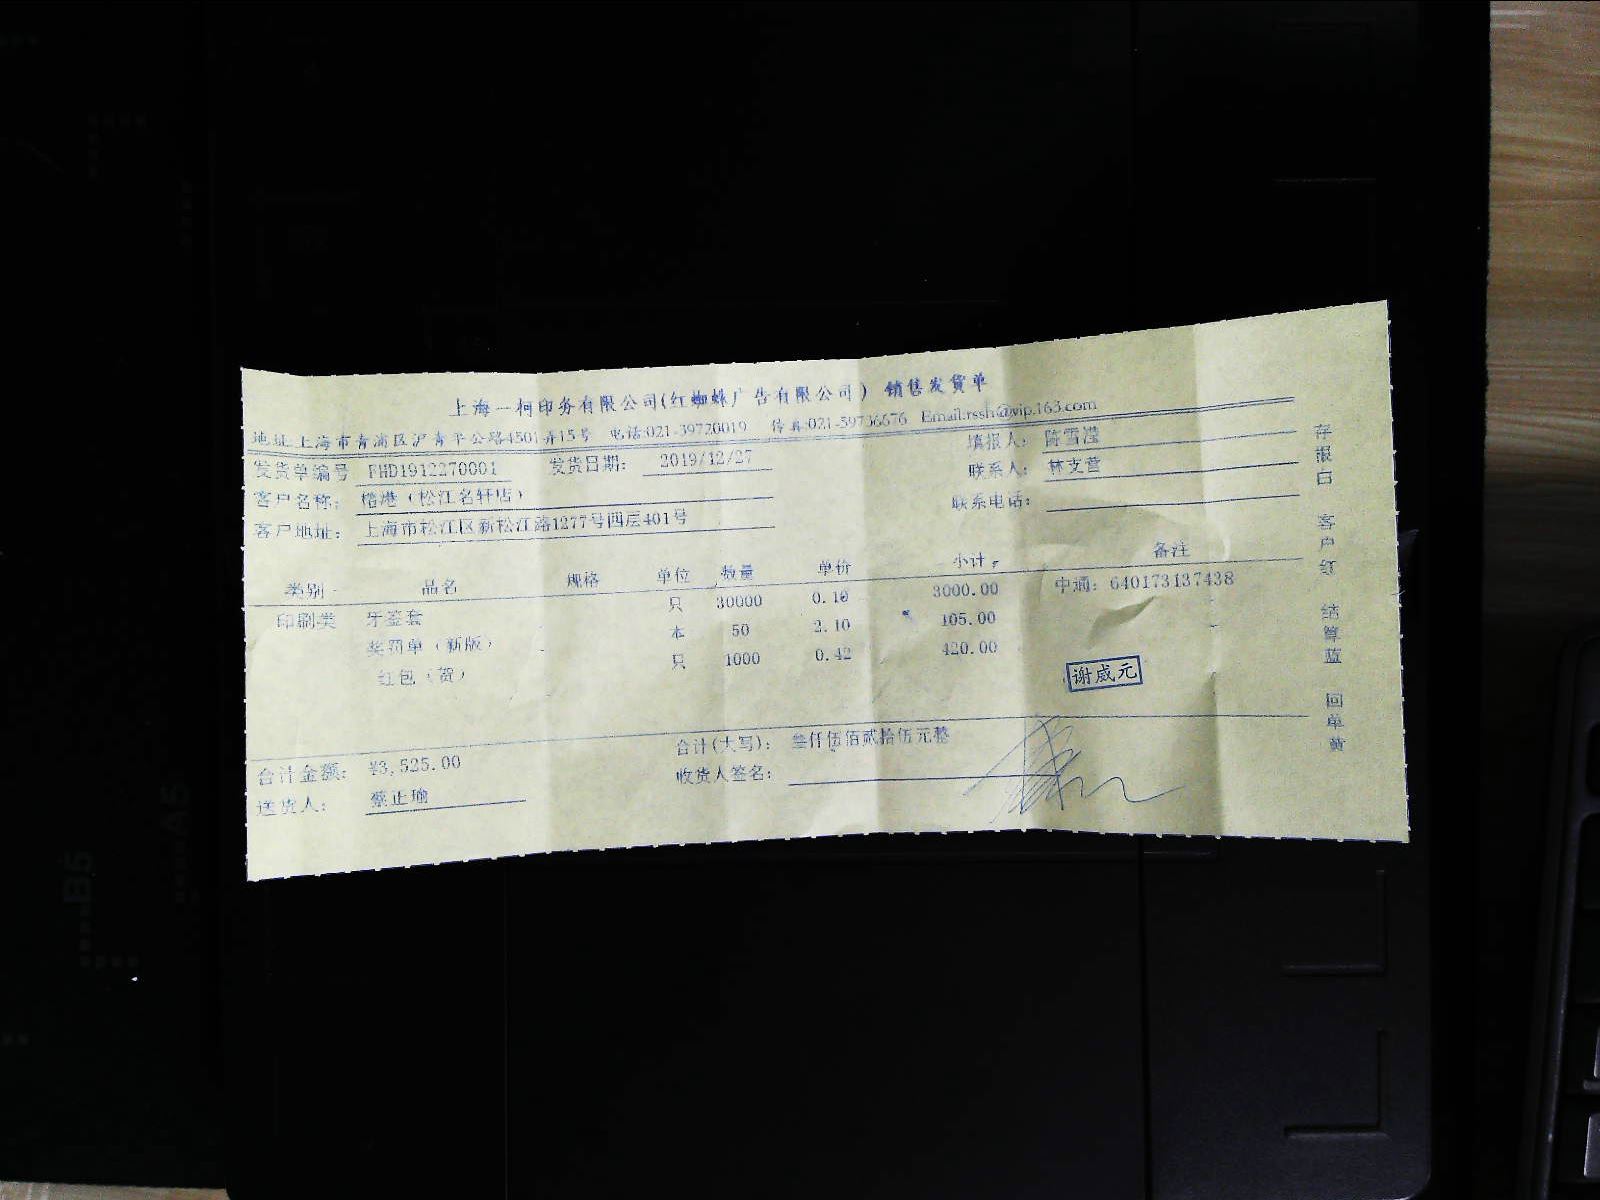 上海一柯印务有限公司(红蜘蛛广告有限公司) 销售发货单
地址:上海市青浦区沪青平公路4501弄15号 电话:021-39720019 传真:021-39736676 Email:rssh@vip.163.com
发货单编号 FHD1912270001 发货日期: 2019/12/27 填报人: 陈雪滢
客户名称: 楷港(松江名轩店) 联系人: 林支营
客户地址: 上海市松江区新松江路1277号四层401号 联系电话:
类别 品名 规格 单位 数量 单价 小计 备注
印刷类 牙签套 只 30000 0.10 3000.00 中通: 640173137438
奖罚单(新版) 本 50 2.10 105.00
红包(贺) 只 1000 0.42 420.00
谢威元
合计金额: ¥3,525.00 合计(大写): 叁仟伍佰贰拾伍元整
送货人: 蔡正瑜 收货人签名:
存根白 客户红 结算蓝 回单黄
B5
A5